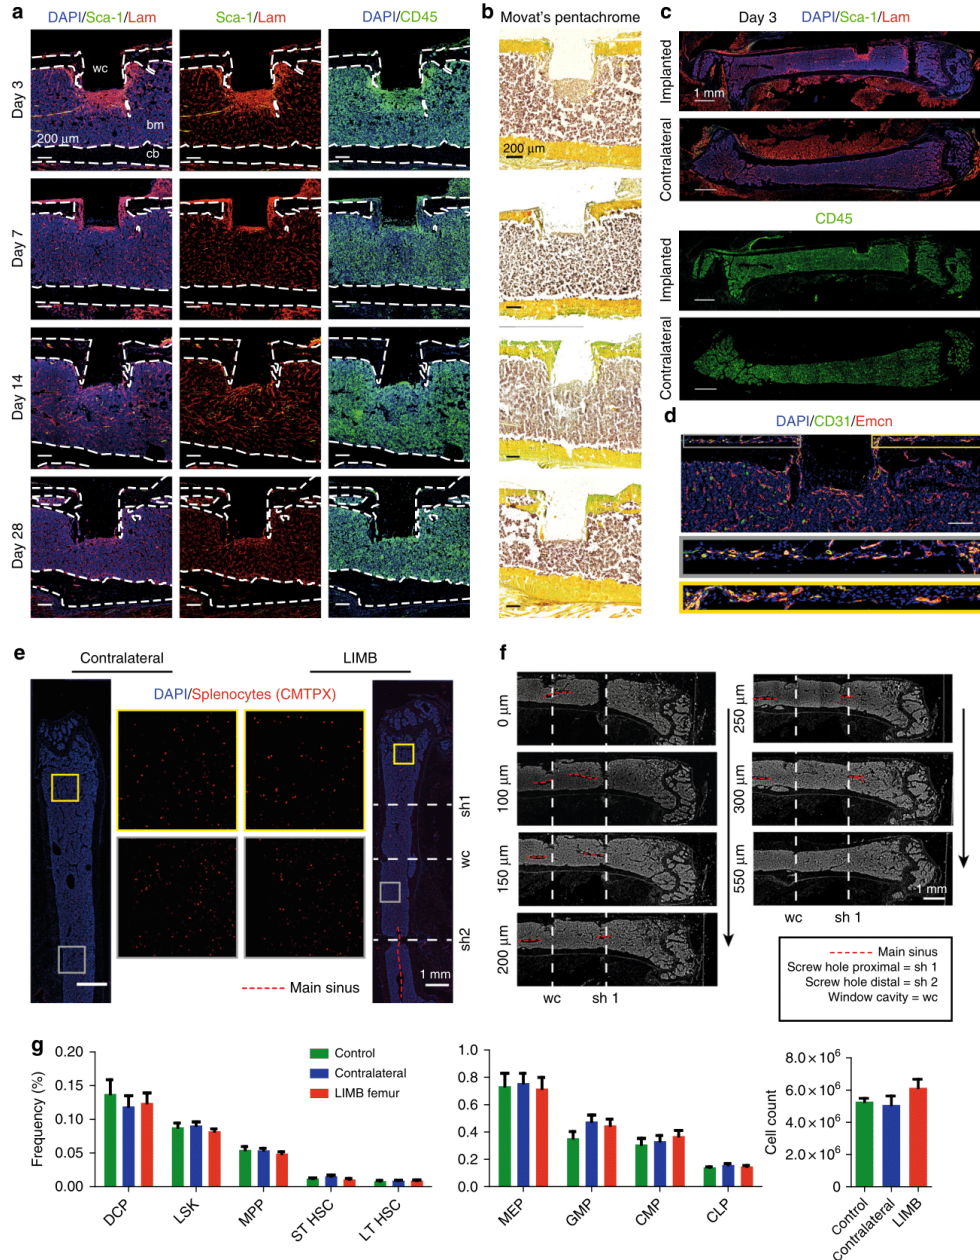 a
DAPI/Sca-1/Lam
Sca-1/Lam
DAPI/CD45
Day 3
wc
bm
200 µm
cb
Day 7
Day 14
Day 28
b
Movat's pentachrome
200 µm
c
Day 3
DAPI/Sca-1/Lam
Implanted
1 mm
Contralateral
CD45
Implanted
Contralateral
d
DAPI/CD31/Emcn
e
Contralateral
LIMB
DAPI/Splenocytes (CMTPX)
sh1
wc
sh2
Main sinus
1 mm
f
0 µm
100 µm
150 µm
200 µm
wc
sh 1
250 µm
300 µm
550 µm
1 mm
wc
sh 1
Main sinus
Screw hole proximal = sh 1
Screw hole distal = sh 2
Window cavity = wc
g
Frequency (%)
0.20
0.15
0.10
0.05
0.00
DCP
LSK
MPP
ST HSC
LT HSC
Control
Contralateral
LIMB femur
1.0
0.8
0.6
0.4
0.2
0.0
MEP
GMP
CMP
CLP
Cell count
8.0×10⁶
6.0×10⁶
4.0×10⁶
2.0×10⁶
0.0
Control
Contralateral
LIMB